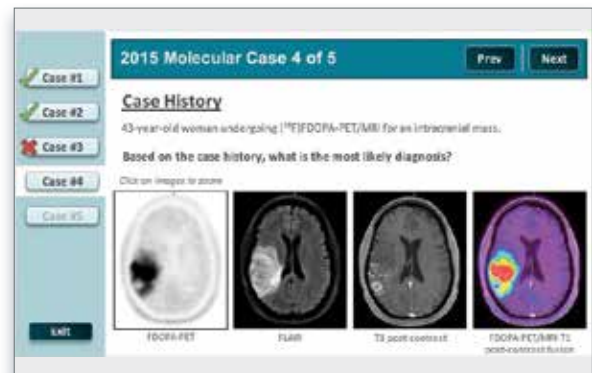 2015 Molecular Case 4 of 5
Prev
Next
Case #1
Case #2
Case #3
Case #4
Case #5
Exit
Case History
43-year-old woman undergoing [¹⁸F]FDOPA-PET/MRI for an intracranial mass.
Based on the case history, what is the most likely diagnosis?
Click on images to zoom
FDOPA-PET
FLAIR
T1 post-contrast
FDOPA-PET/MRI T1
post-contrast fusion